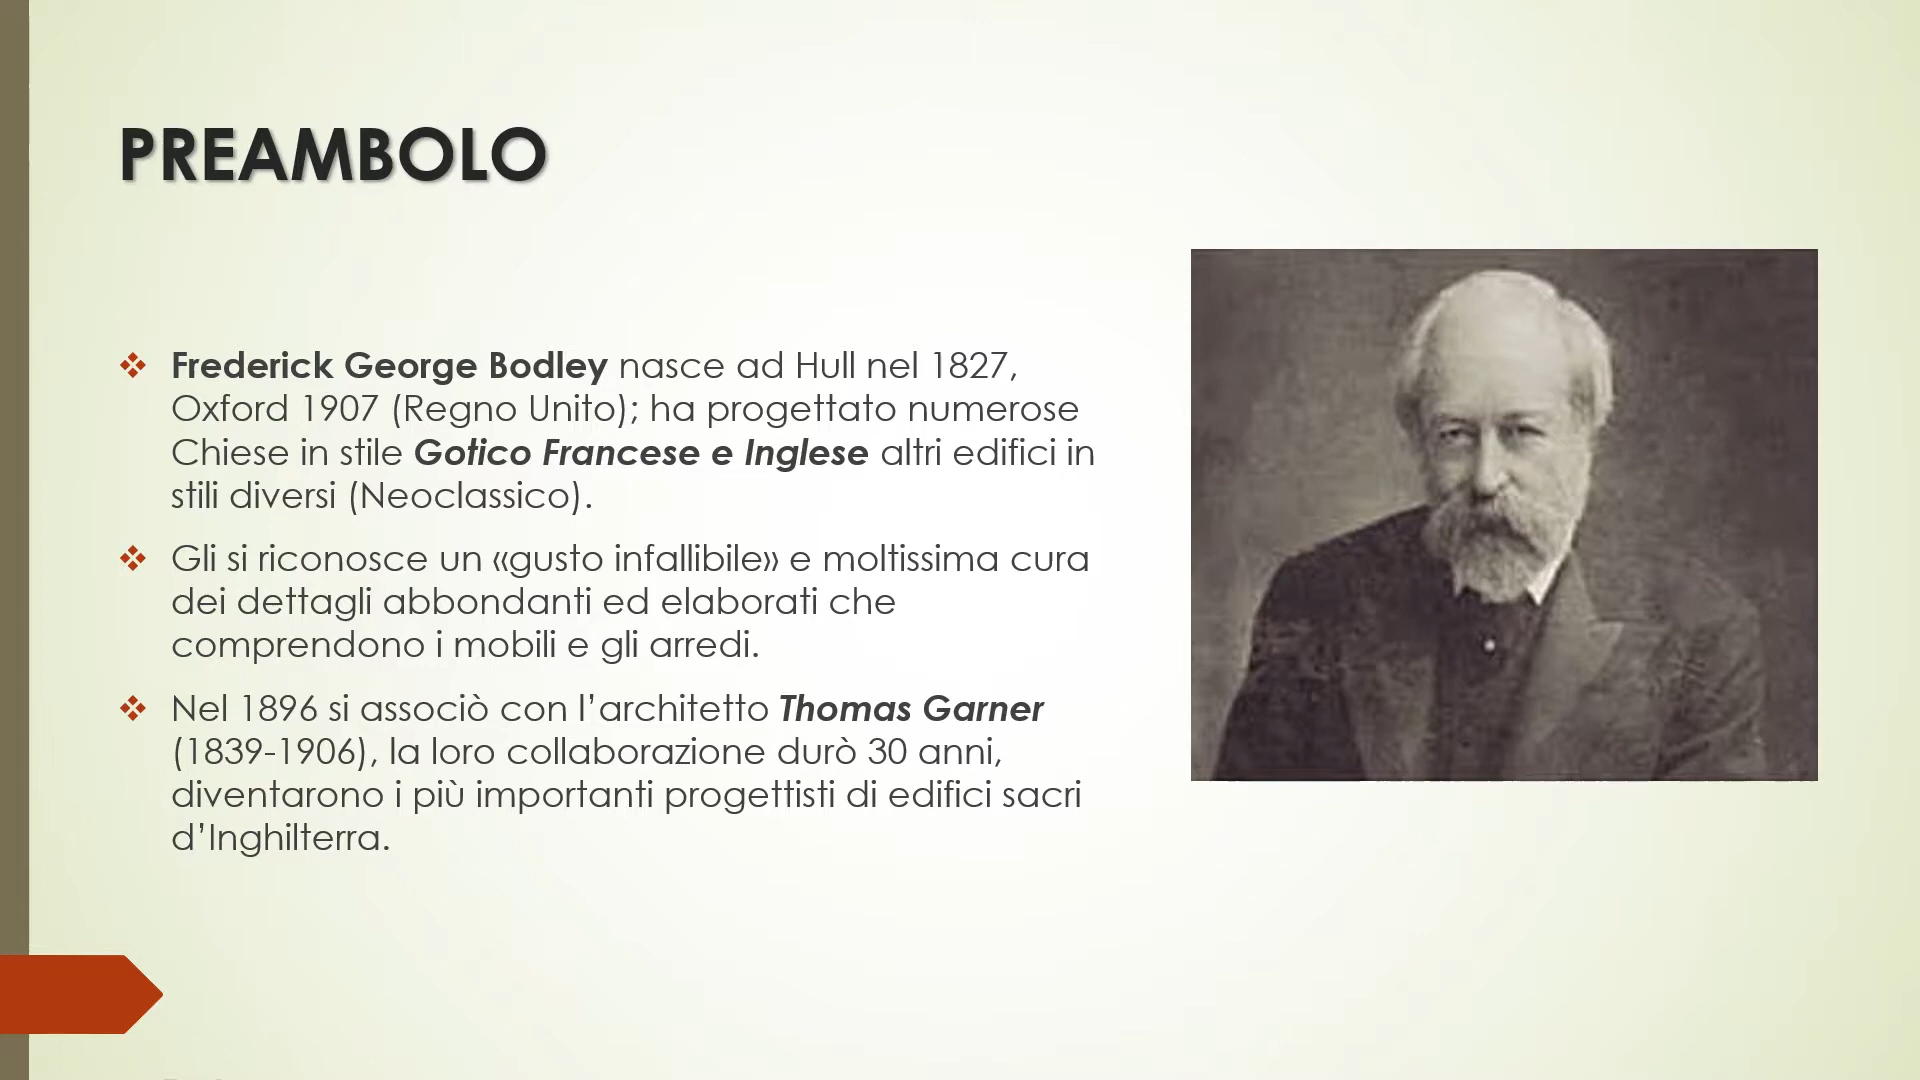 PREAMBOLO
Frederick George Bodley nasce ad Hull nel 1827,
Oxford 1907 (Regno Unito); ha progettato numerose
Chiese in stile Gotico Francese e Inglese altri edifici in
stili diversi (Neoclassico).
Gli si riconosce un «gusto infallibile» e moltissima cura
dei dettagli abbondanti ed elaborati che
comprendono i mobili e gli arredi.
Nel 1896 si associò con l’architetto Thomas Garner
(1839-1906), la loro collaborazione durò 30 anni,
diventarono i più importanti progettisti di edifici sacri
d’Inghilterra.